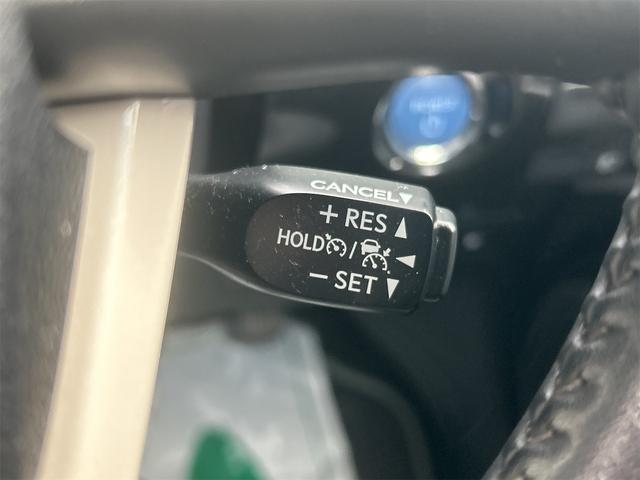 CANCEL▼
+ RES ▲
HOLD / ◀
− SET ▼